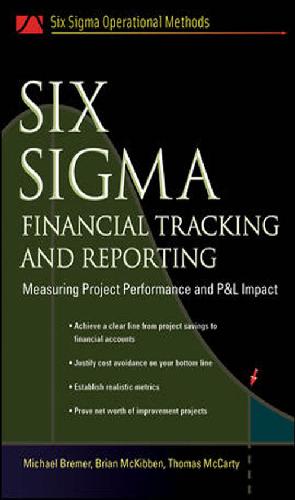 Six Sigma Operational Methods
SIX
SIGMA
FINANCIAL TRACKING
AND REPORTING
Measuring Project Performance and P&L Impact
• Achieve a clear line from project savings to
financial accounts
• Justify cost avoidance on your bottom line
• Establish realistic metrics
• Prove net worth of improvement projects
Michael Bremer, Brian McKibben, Thomas McCarty